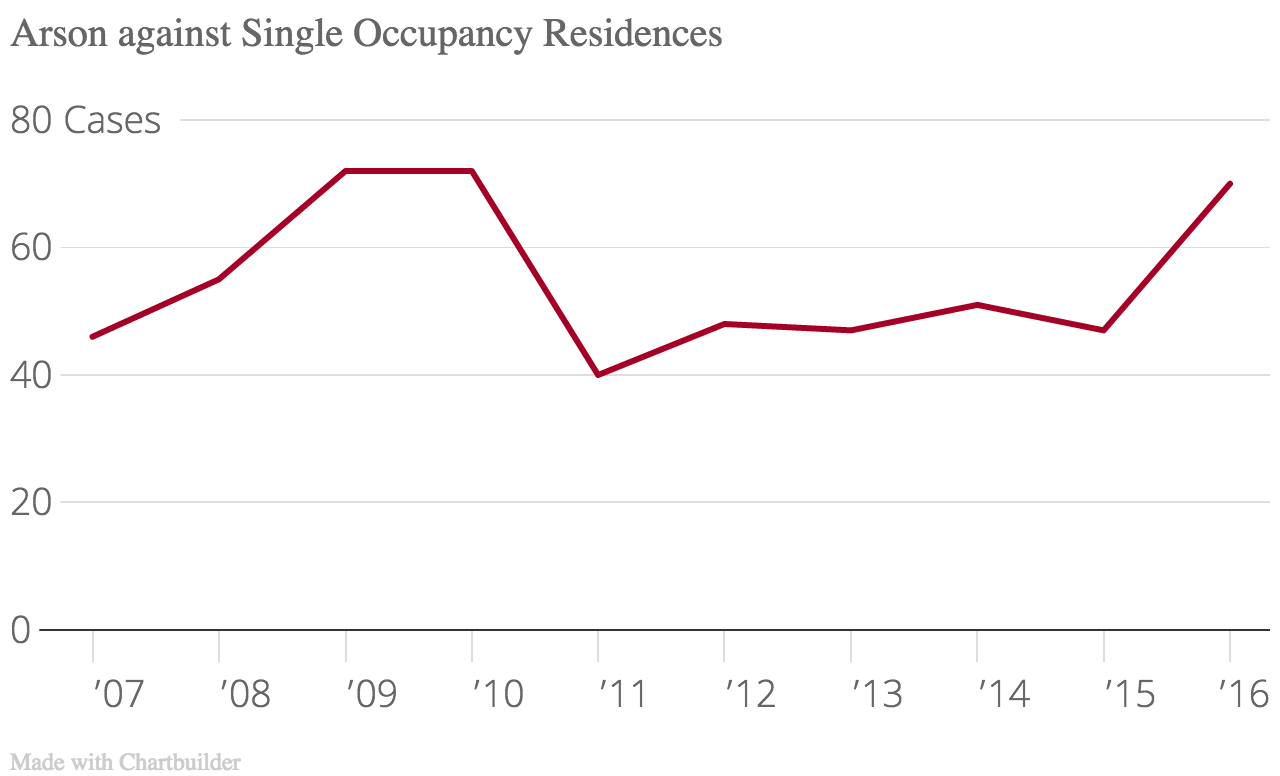 Arson against Single Occupancy Residences
80 Cases
60
40
20
0
’07 ’08 ’09 ’10 ’11 ’12 ’13 ’14 ’15 ’16
Made with Chartbuilder